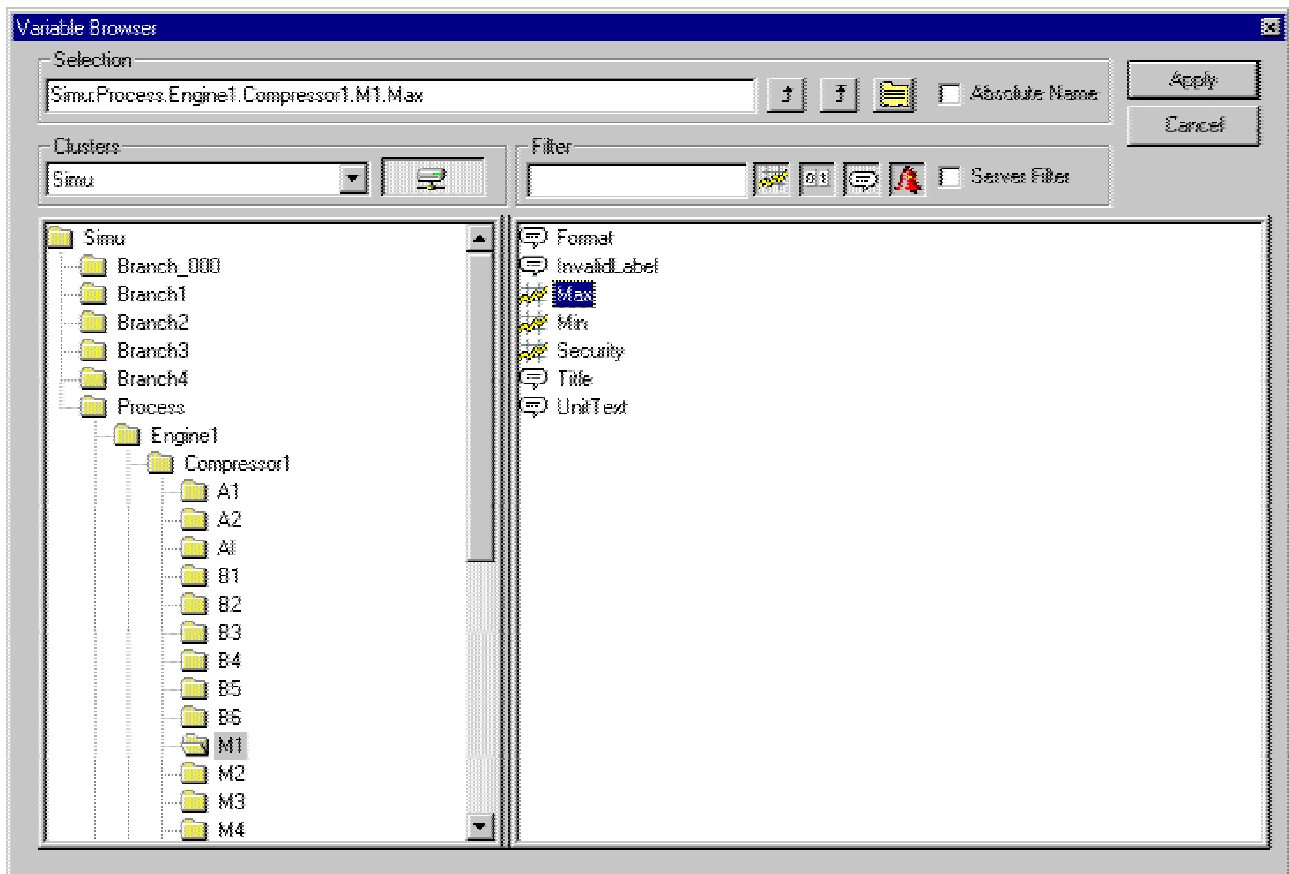 Variable Browser
Selection
Simu:Process.Engine1.Compressor1.M1.Max
Absolute Name
Apply
Cancel
Clusters
Filter
Simu
Server Filter
Simu
Branch_000
Branch1
Branch2
Branch3
Branch4
Process
Engine1
Compressor1
A1
A2
AI
B1
B2
B3
B4
B5
B6
M1
M2
M3
M4
Format
InvalidLabel
Max
Min
Security
Title
UnitText